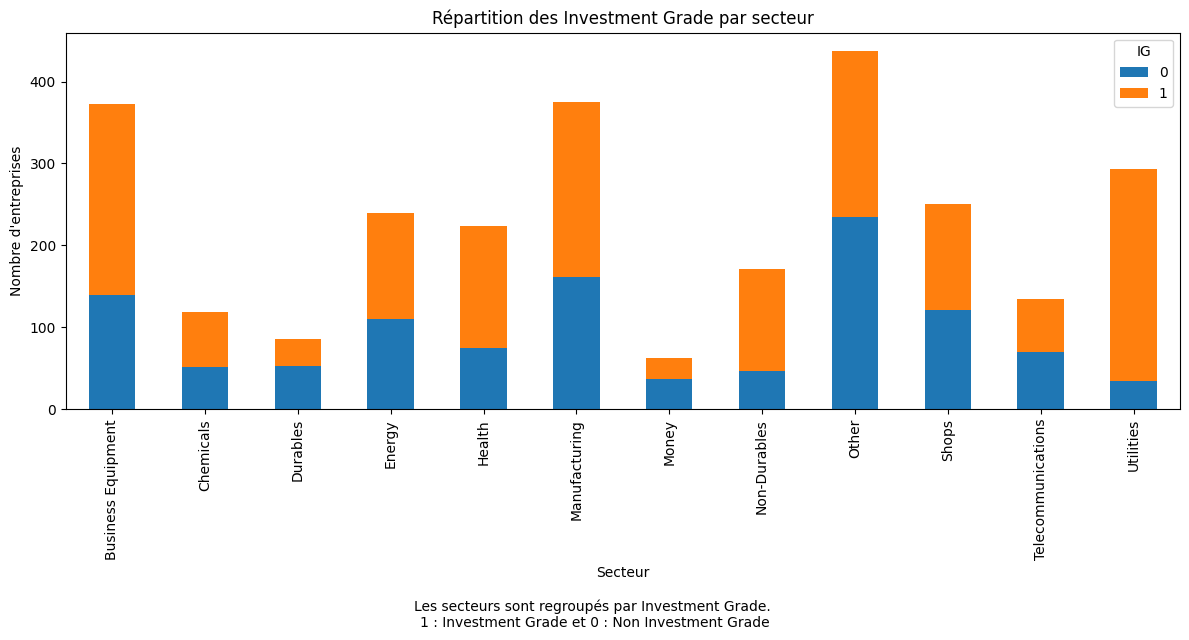 Répartition des Investment Grade par secteur
IG
0
1
Nombre d'entreprises
400
300
200
100
0
Business Equipment
Chemicals
Durables
Energy
Health
Manufacturing
Money
Non-Durables
Other
Shops
Telecommunications
Utilities
Secteur
Les secteurs sont regroupés par Investment Grade.
1 : Investment Grade et 0 : Non Investment Grade